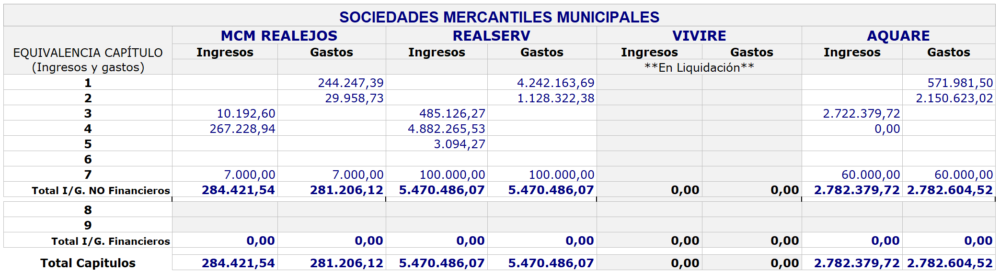 SOCIEDADES MERCANTILES MUNICIPALES
MCM REALEJOS REALSERV VIVIRE AQUARE
EQUIVALENCIA CAPÍTULO Ingresos Gastos Ingresos Gastos Ingresos Gastos Ingresos Gastos
(Ingresos y gastos) **En Liquidación**
1 244.247,39 4.242.163,69 571.981,50
2 29.958,73 1.128.322,38 2.150.623,02
3 10.192,60 485.126,27 2.722.379,72
4 267.228,94 4.882.265,53 0,00
5 3.094,27
6
7 7.000,00 7.000,00 100.000,00 100.000,00 60.000,00 60.000,00
Total I/G. NO Financieros 284.421,54 281.206,12 5.470.486,07 5.470.486,07 0,00 0,00 2.782.379,72 2.782.604,52
8
9
Total I/G. Financieros 0,00 0,00 0,00 0,00 0,00 0,00 0,00 0,00
Total Capitulos 284.421,54 281.206,12 5.470.486,07 5.470.486,07 0,00 0,00 2.782.379,72 2.782.604,52